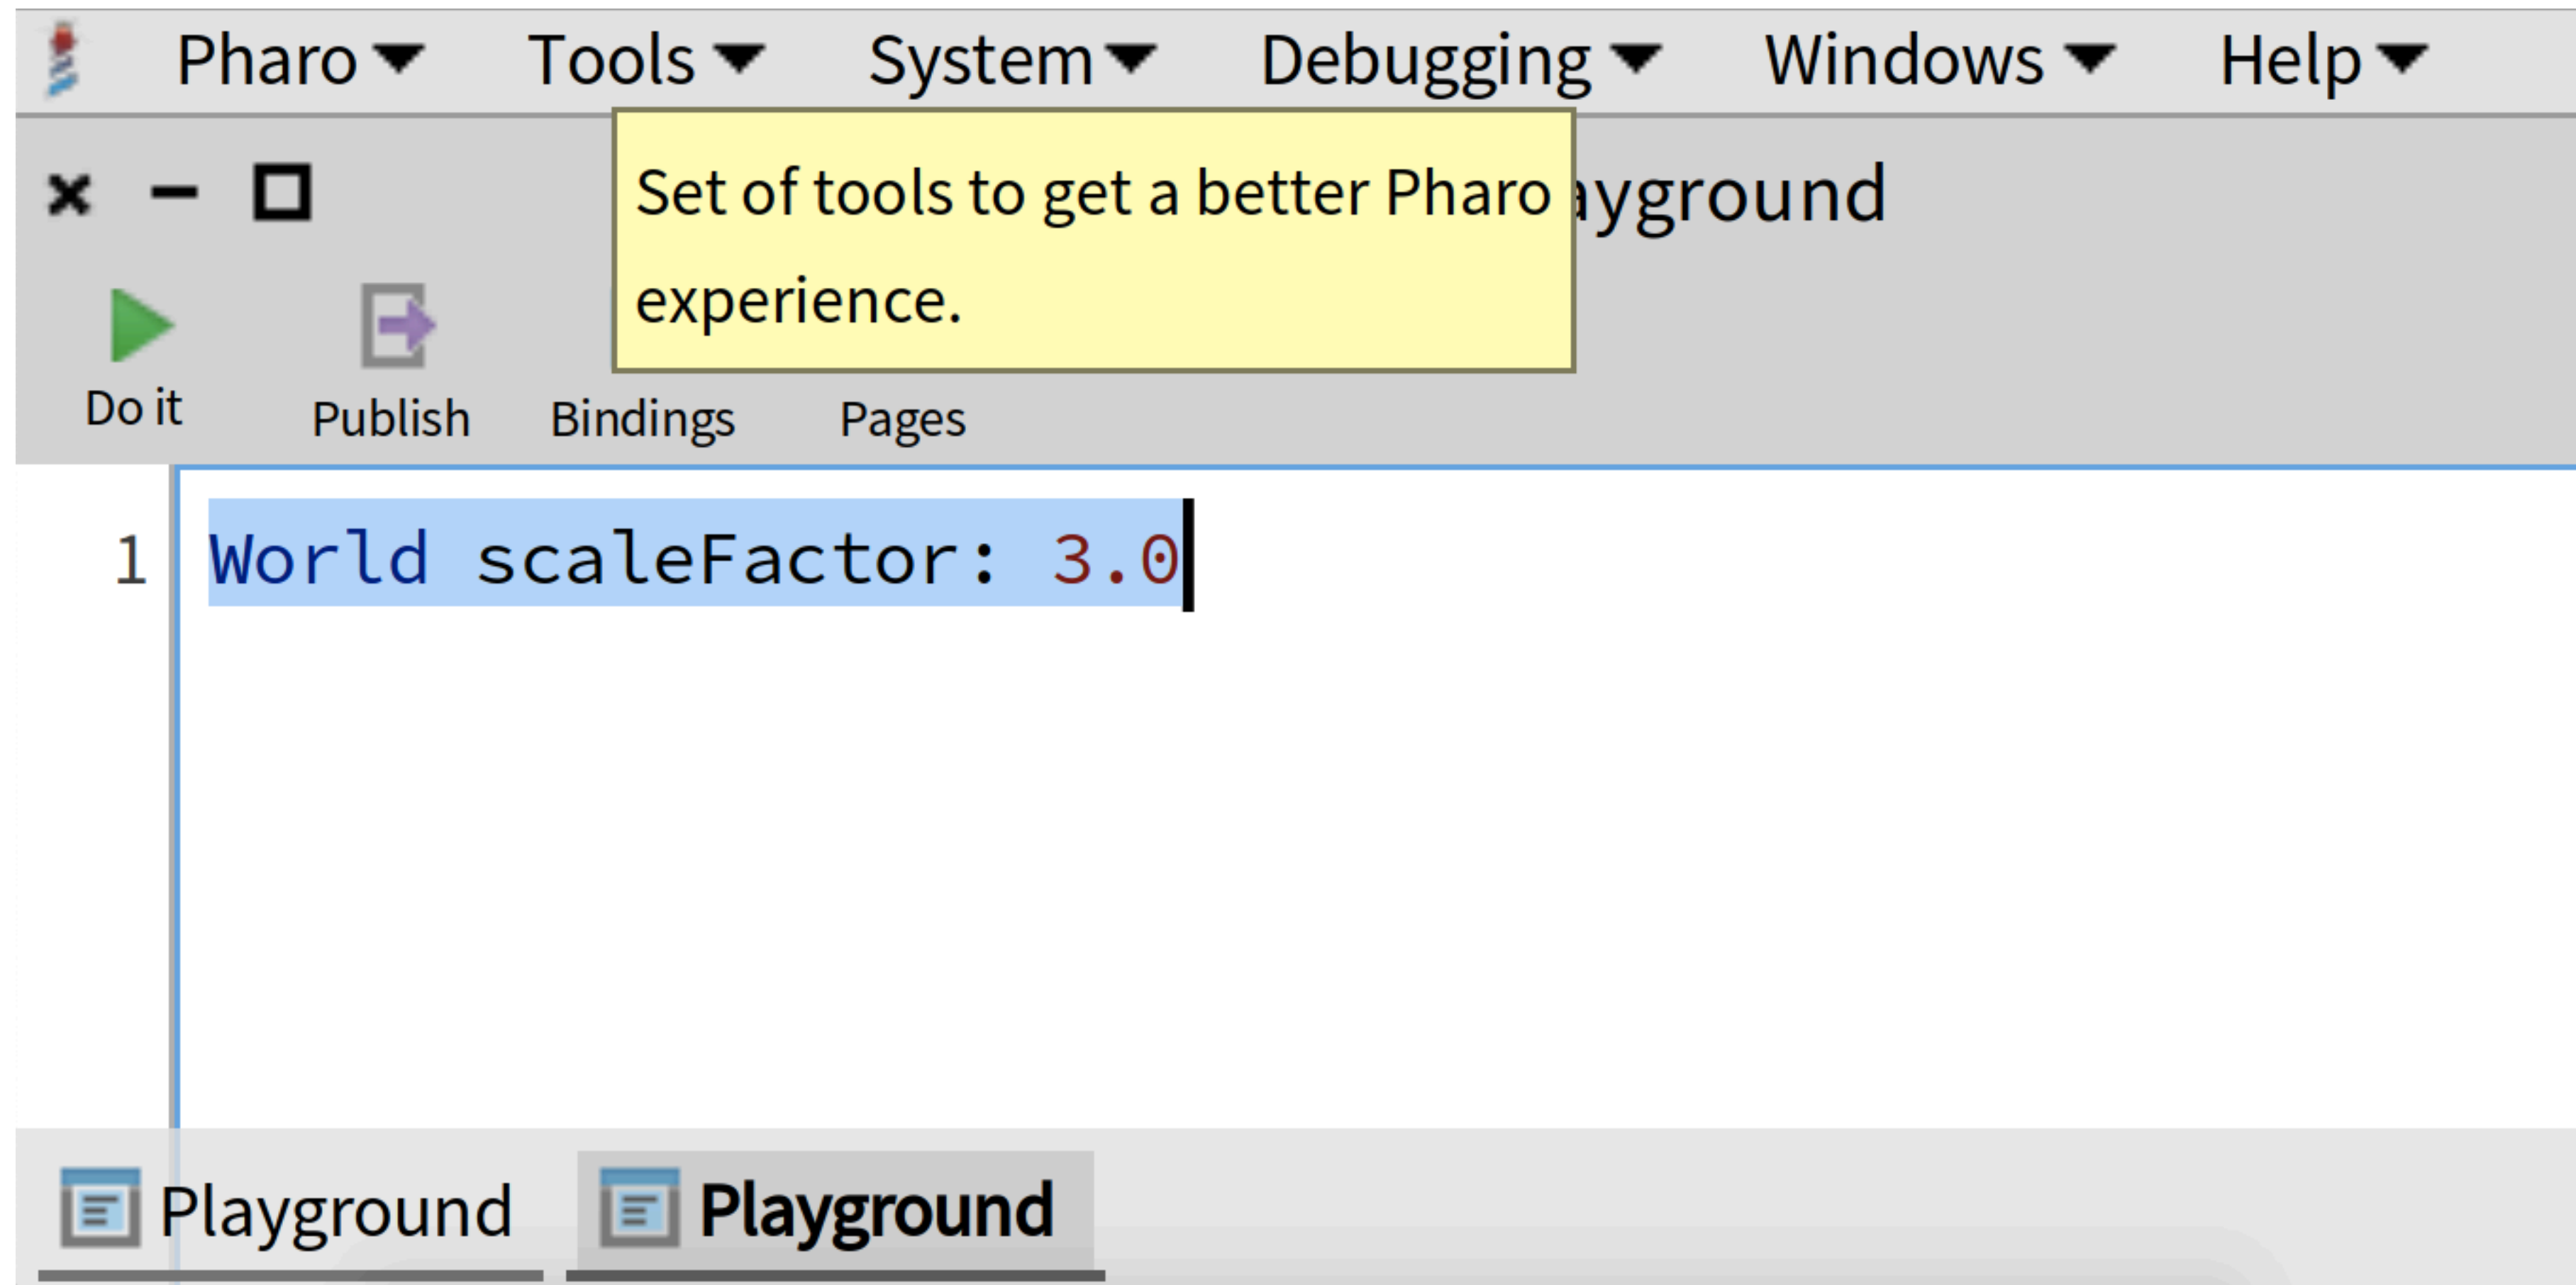 Pharo Tools System Debugging Windows Help
Set of tools to get a better Pharo
experience.
Do it Publish Bindings Pages
1 World scaleFactor: 3.0
Playground Playground